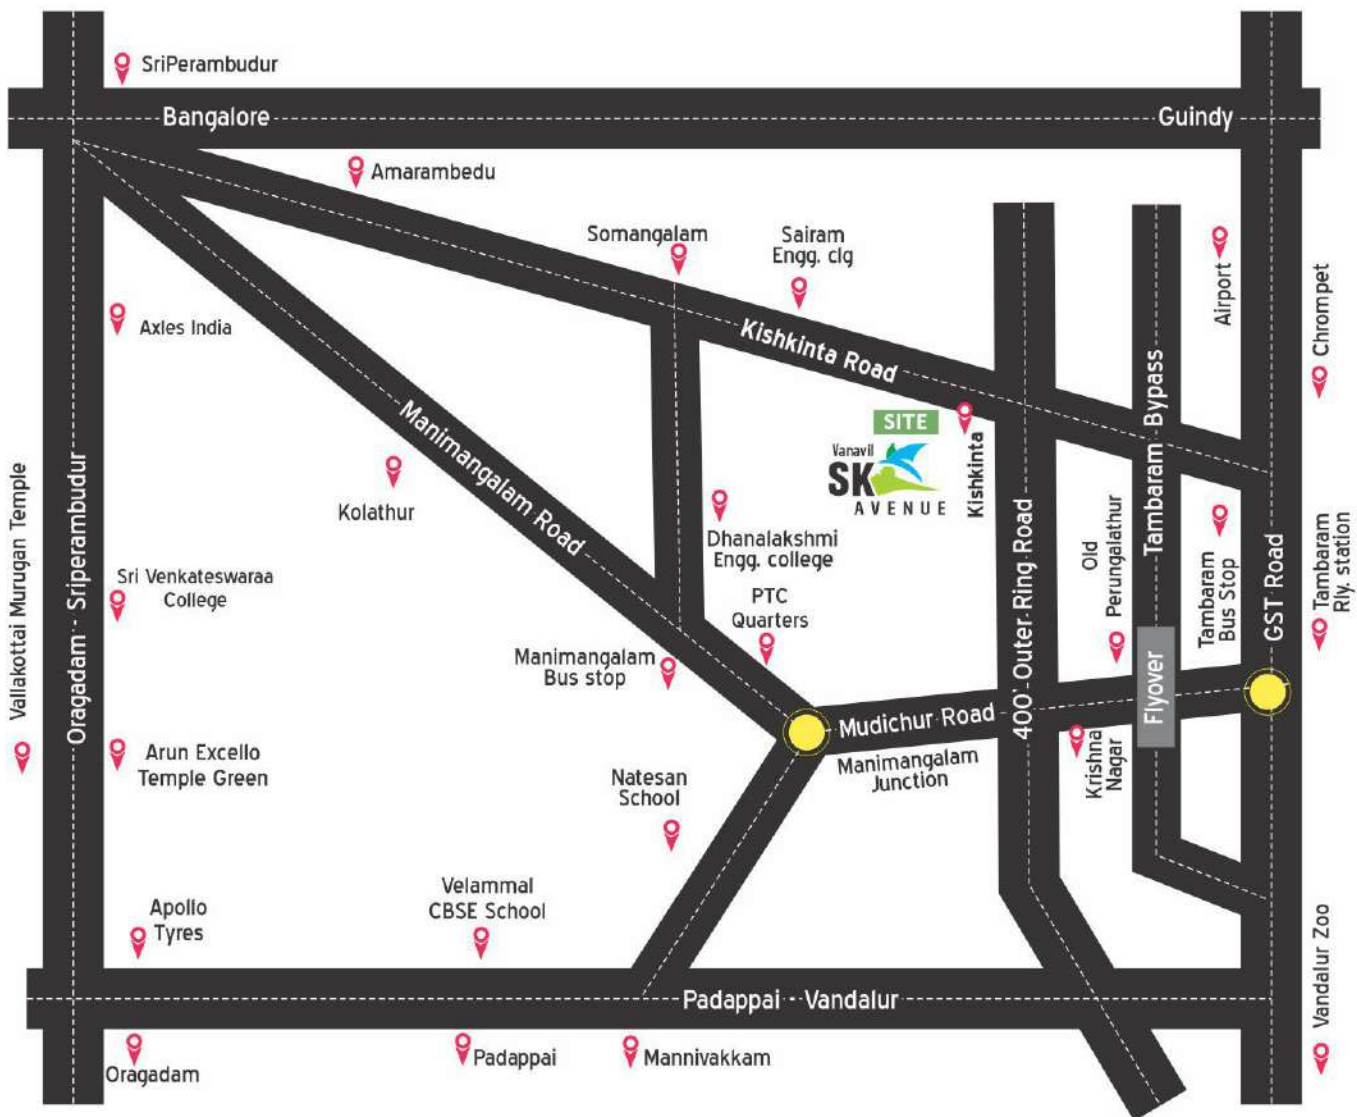 SriPerambudur
Bangalore
Guindy
Amarambedu
Somangalam
Sairam
Engg. clg
Airport
Chrompet
Axles India
Kishkinta Road
Manimangalam Road
Kolathur
SITE
Vanavil
SK
AVENUE
Kishkinta
Tambaram Bypass
Vallakottai Murugan Temple
Oragadam - Sriperambudur
Sri Venkateswaraa
College
Dhanalakshmi
Engg. college
PTC
Quarters
400' Outer Ring Road
Old
Perungalathur
Tambaram
Bus Stop
GST Road
Tambaram
Rly. station
Manimangalam
Bus stop
Flyover
Mudichur Road
Manimangalam
Junction
Krishna
Nagar
Arun Excello
Temple Green
Natesan
School
Velammal
CBSE School
Apollo
Tyres
Vandalur Zoo
Padappai - Vandalur
Oragadam
Padappai
Mannivakkam